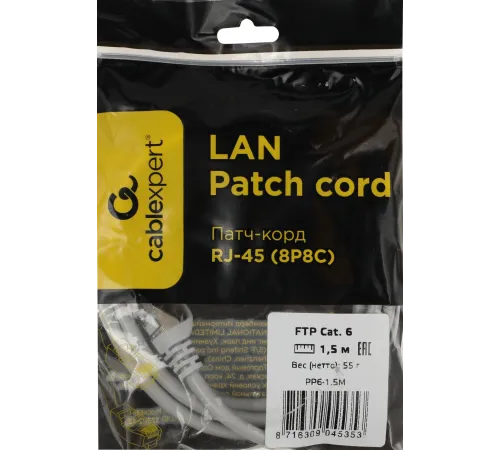 cablexpert®
LAN
Patch cord
Патч-корд
RJ-45 (8P8C)
FTP Cat. 6
1,5 м EAC
Вес (нетто): 55 г
PP6-1.5M
8 716309 045353